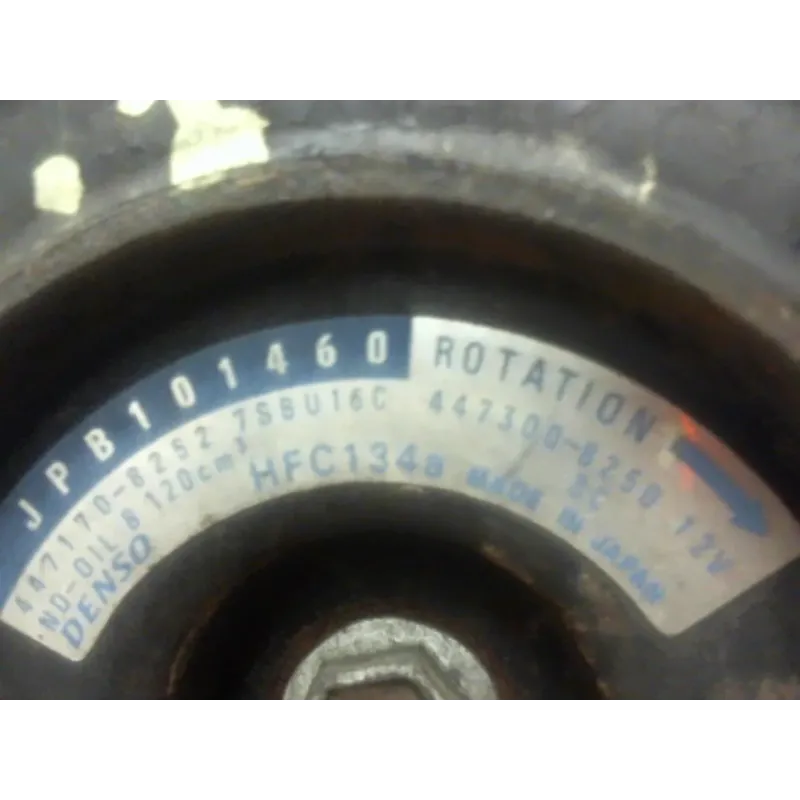 JPB101460
447170-8252 7SBU16C
ND-OIL 8 120cm³ HFC134a
DENSO
ROTATION
447300-8250 12V
DC
MADE IN JAPAN